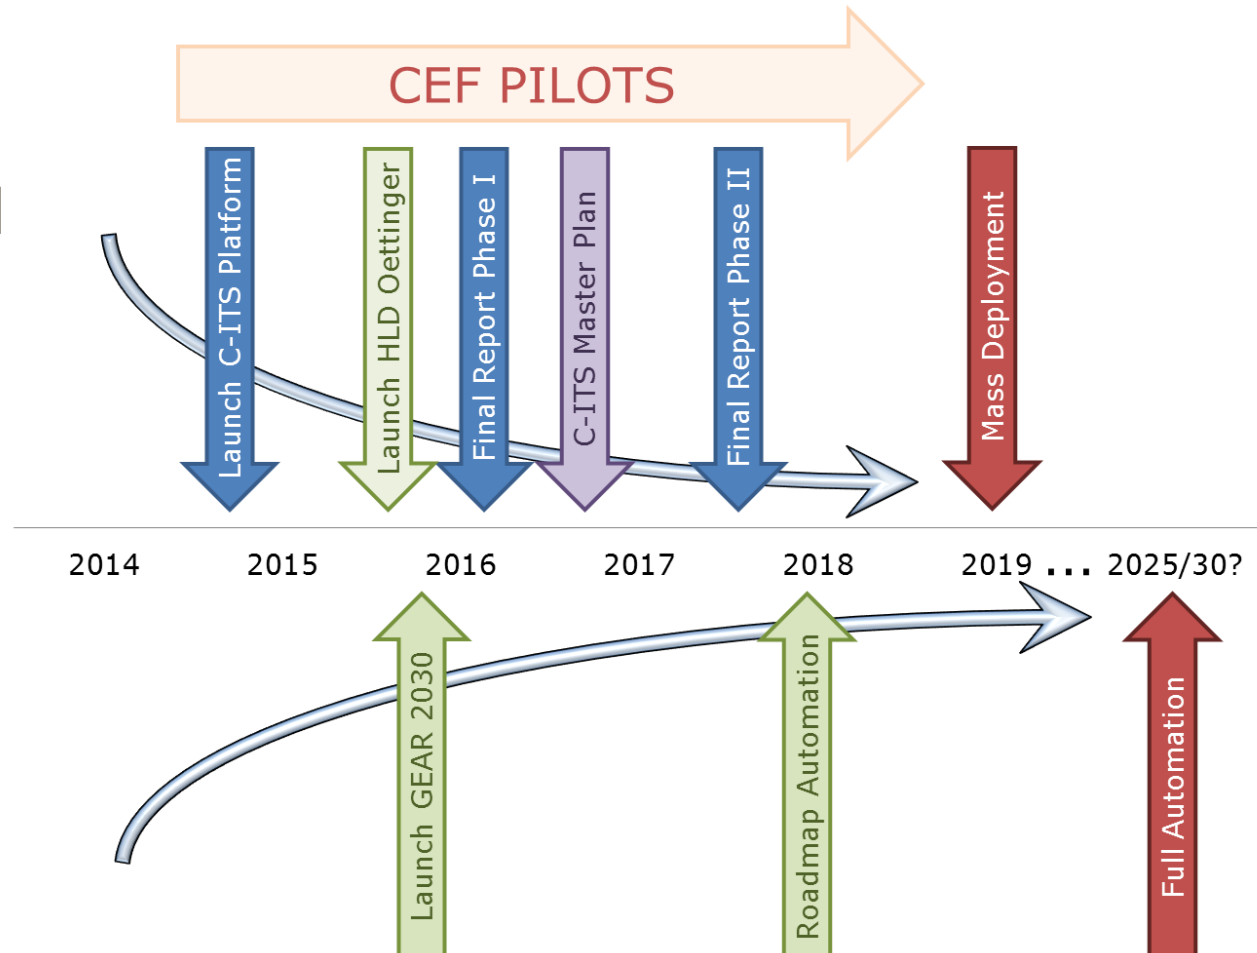 CEF PILOTS
Launch C-ITS Platform
Launch HLD Oettinger
Final Report Phase I
C-ITS Master Plan
Final Report Phase II
Mass Deployment
2014 2015 2016 2017 2018 2019 ... 2025/30?
Launch GEAR 2030
Roadmap Automation
Full Automation